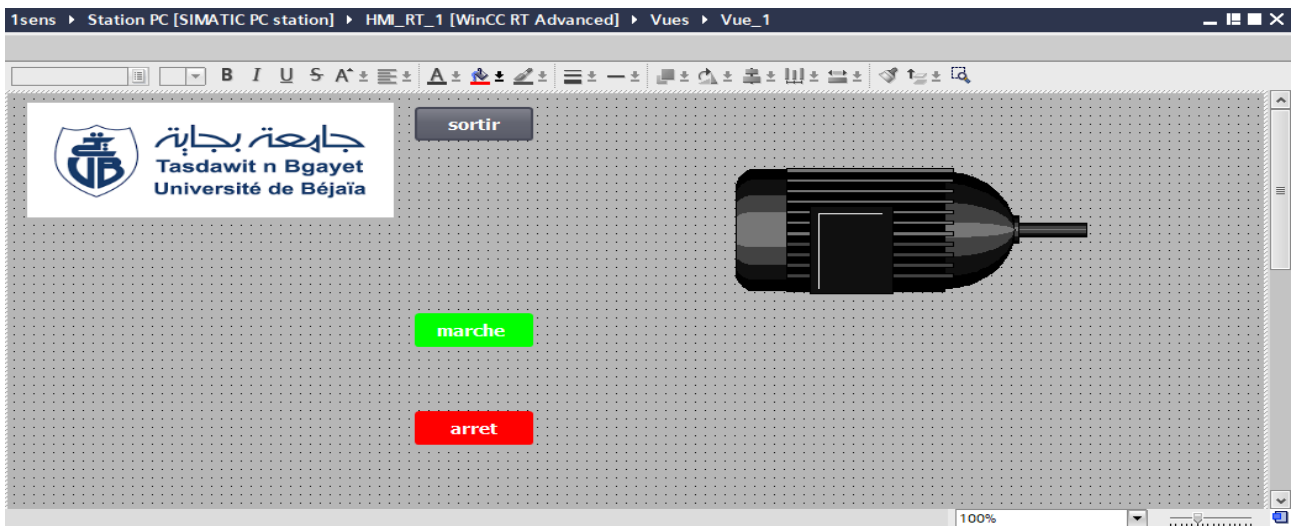 1sens ▸ Station PC [SIMATIC PC station] ▸ HMI_RT_1 [WinCC RT Advanced] ▸ Vues ▸ Vue_1
B I U S A A
جامعة بجاية
Tasdawit n Bgayet
Université de Béjaïa
UB
sortir
marche
arret
100%